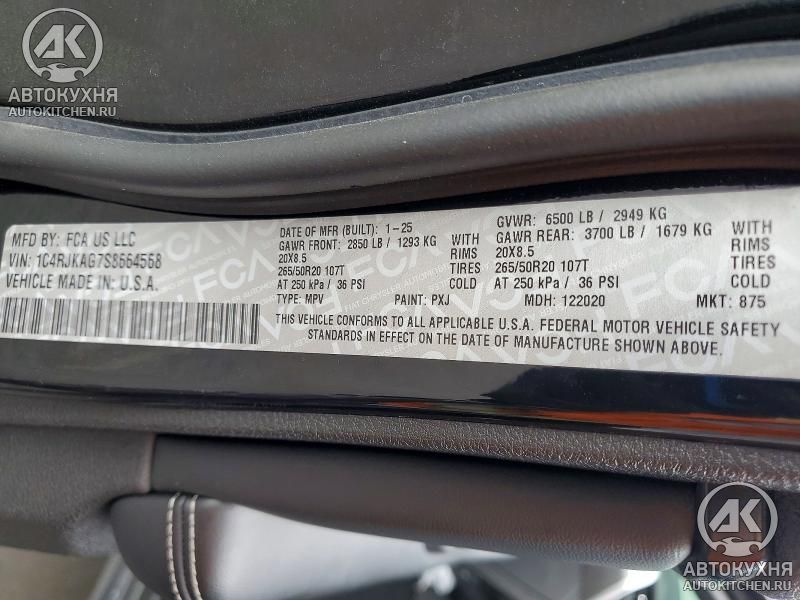 AK
АВТОКУХНЯ
AUTOKITCHEN.RU
MFD BY: FCA US LLC
VIN: 1C4RJKAG7S8664568
VEHICLE MADE IN: U.S.A.
DATE OF MFR (BUILT): 1-25
GAWR FRONT: 2850 LB / 1293 KG WITH
20X8.5 RIMS
265/50R20 107T TIRES
AT 250 kPa / 36 PSI COLD
TYPE: MPV PAINT: PXJ
GVWR: 6500 LB / 2949 KG
GAWR REAR: 3700 LB / 1679 KG WITH
20X8.5 RIMS
265/50R20 107T TIRES
AT 250 kPa / 36 PSI COLD
MDH: 122020 MKT: 875
THIS VEHICLE CONFORMS TO ALL APPLICABLE U.S.A. FEDERAL MOTOR VEHICLE SAFETY
STANDARDS IN EFFECT ON THE DATE OF MANUFACTURE SHOWN ABOVE.
AK
АВТОКУХНЯ
AUTOKITCHEN.RU